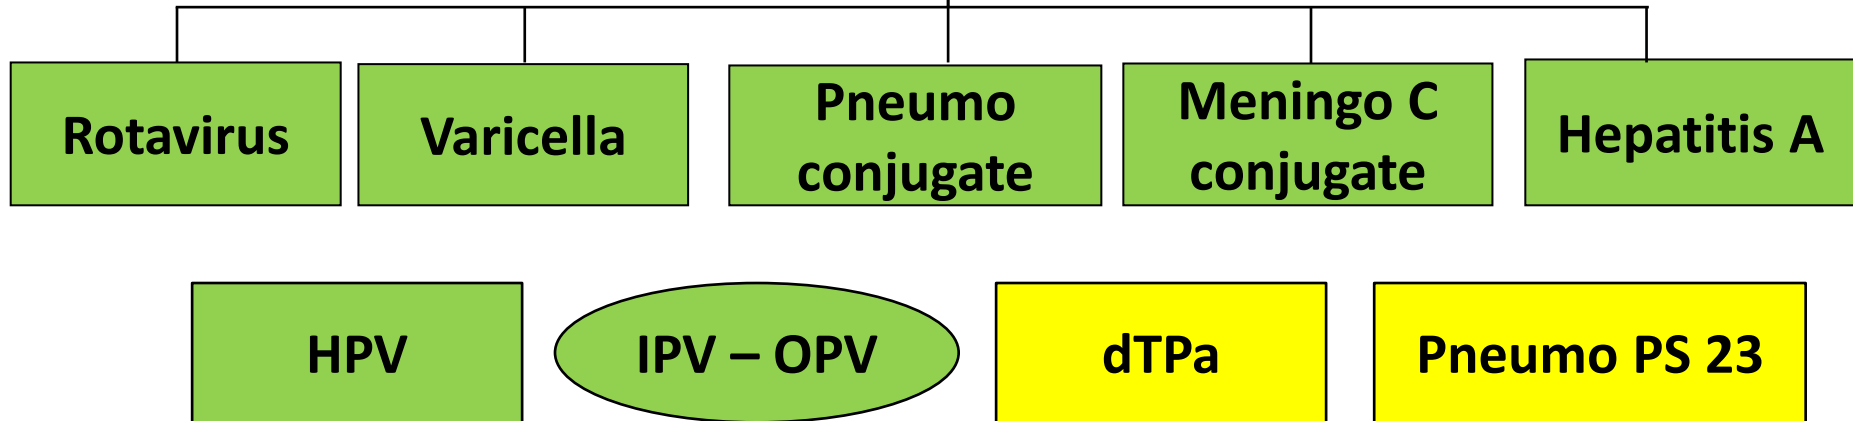 Rotavirus
Varicella
Pneumo
conjugate
Meningo C
conjugate
Hepatitis A
HPV
IPV – OPV
dTPa
Pneumo PS 23